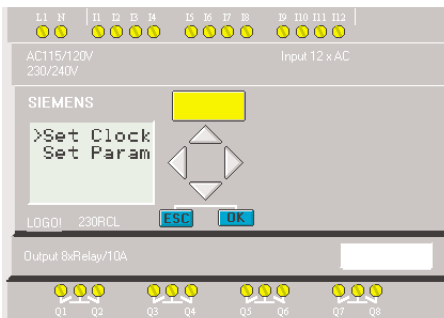 L1 N I1 I2 I3 I4 I5 I6 I7 I8 I9 I10 I11 I12
AC115/120V Input 12 x AC
230/240V
SIEMENS
>Set Clock
Set Param
LOGO! 230RCL ESC OK
Output 8xRelay/10A
Q1 Q2 Q3 Q4 Q5 Q6 Q7 Q8